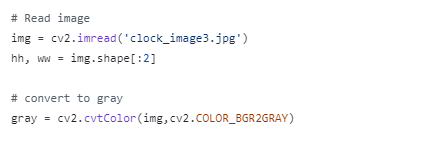 # Read image
img = cv2.imread('clock_image3.jpg')
hh, ww = img.shape[:2]
# convert to gray
gray = cv2.cvtColor(img,cv2.COLOR_BGR2GRAY)